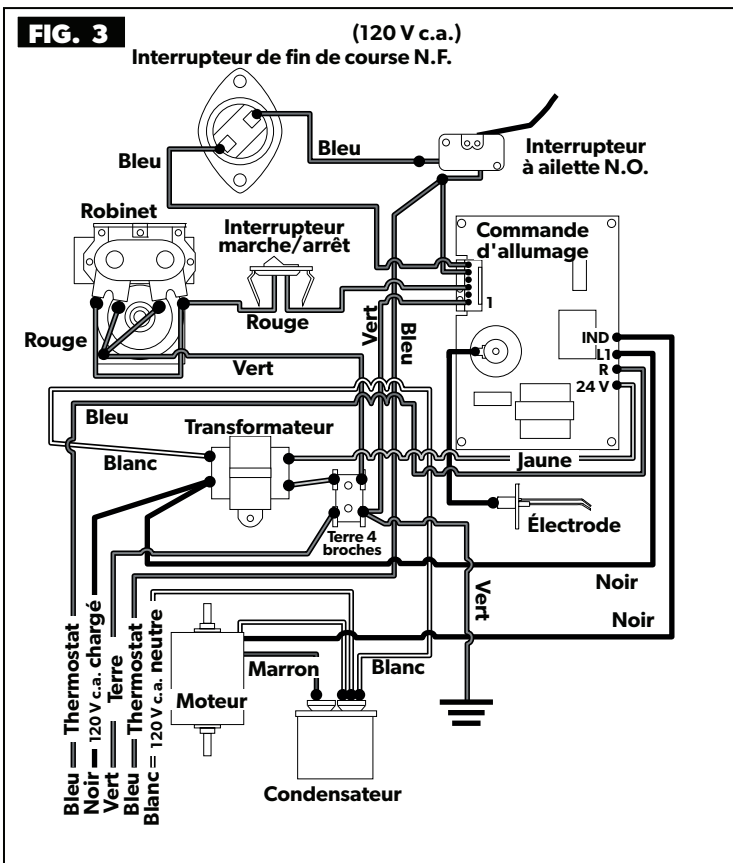 FIG. 3
(120 V c.a.)
Interrupteur de fin de course N.F.
Bleu
Bleu
Interrupteur
à ailette N.O.
Robinet
Interrupteur
marche/arrêt
Commande
d'allumage
1
Rouge
Rouge
Vert
Bleu
Vert
IND
L1
R
24 V
Bleu
Transformateur
Blanc
Jaune
Électrode
Terre 4
broches
Noir
Noir
Vert
Marron
Blanc
Moteur
Condensateur
Bleu Thermostat
Noir 120 V c.a. chargé
Vert Terre
Bleu Thermostat
Blanc 120 V c.a. neutre